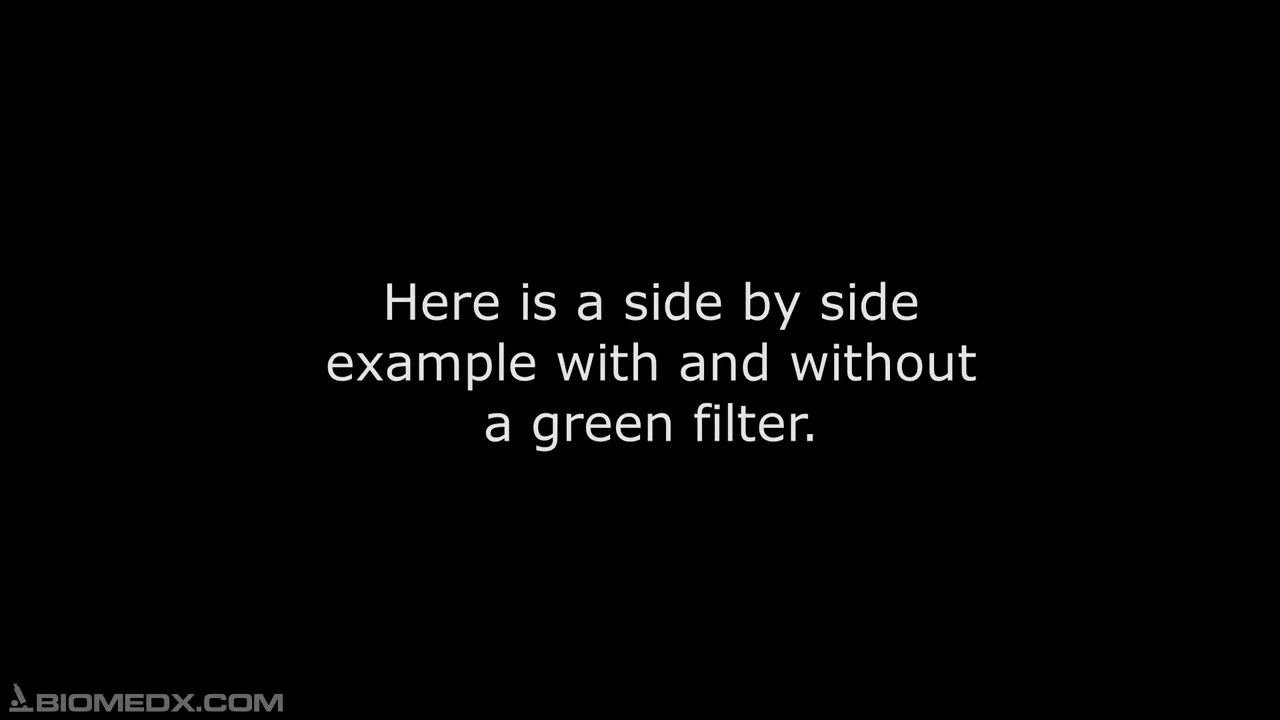 Here is a side by side
example with and without
a green filter.
BIOMEDX.COM